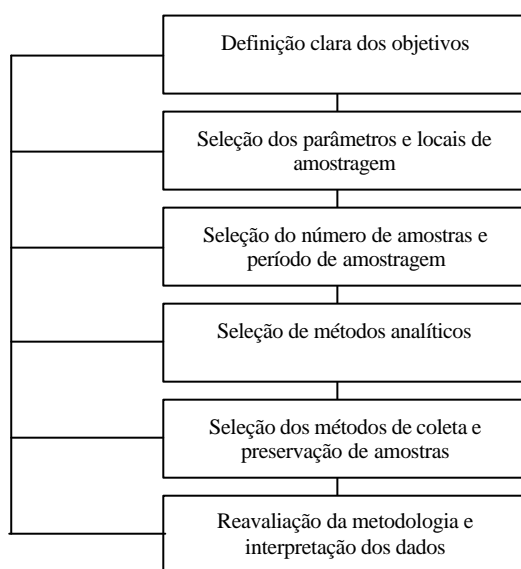 Definição clara dos objetivos
Seleção dos parâmetros e locais de
amostragem
Seleção do número de amostras e
período de amostragem
Seleção de métodos analíticos
Seleção dos métodos de coleta e
preservação de amostras
Reavaliação da metodologia e
interpretação dos dados